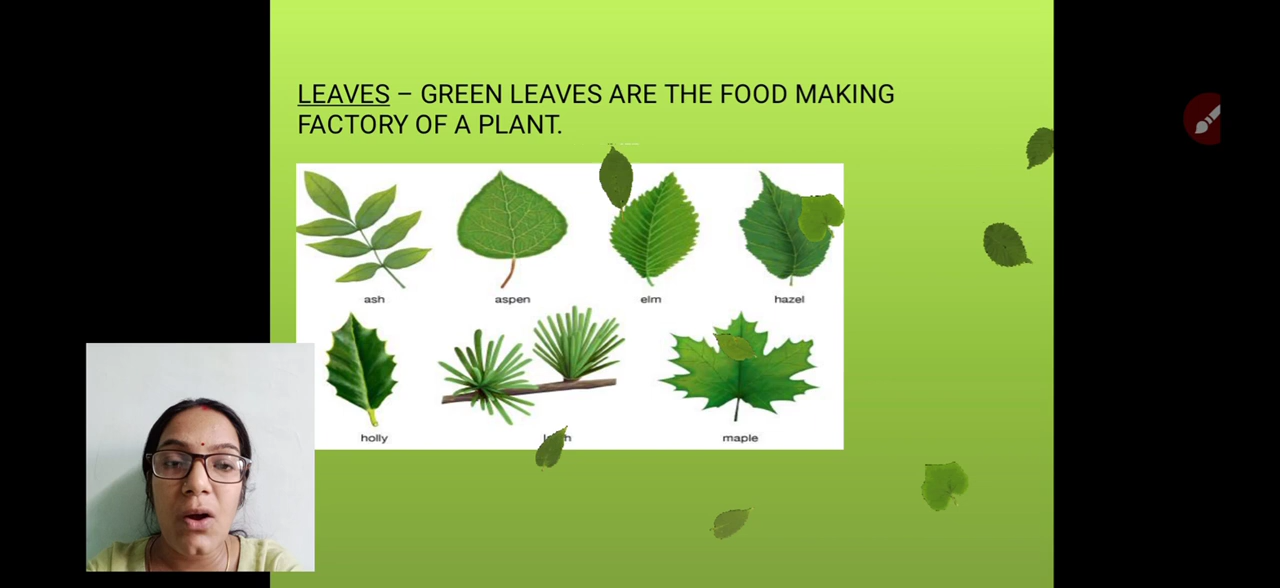 LEAVES – GREEN LEAVES ARE THE FOOD MAKING
FACTORY OF A PLANT.
ash aspen elm hazel
holly maple